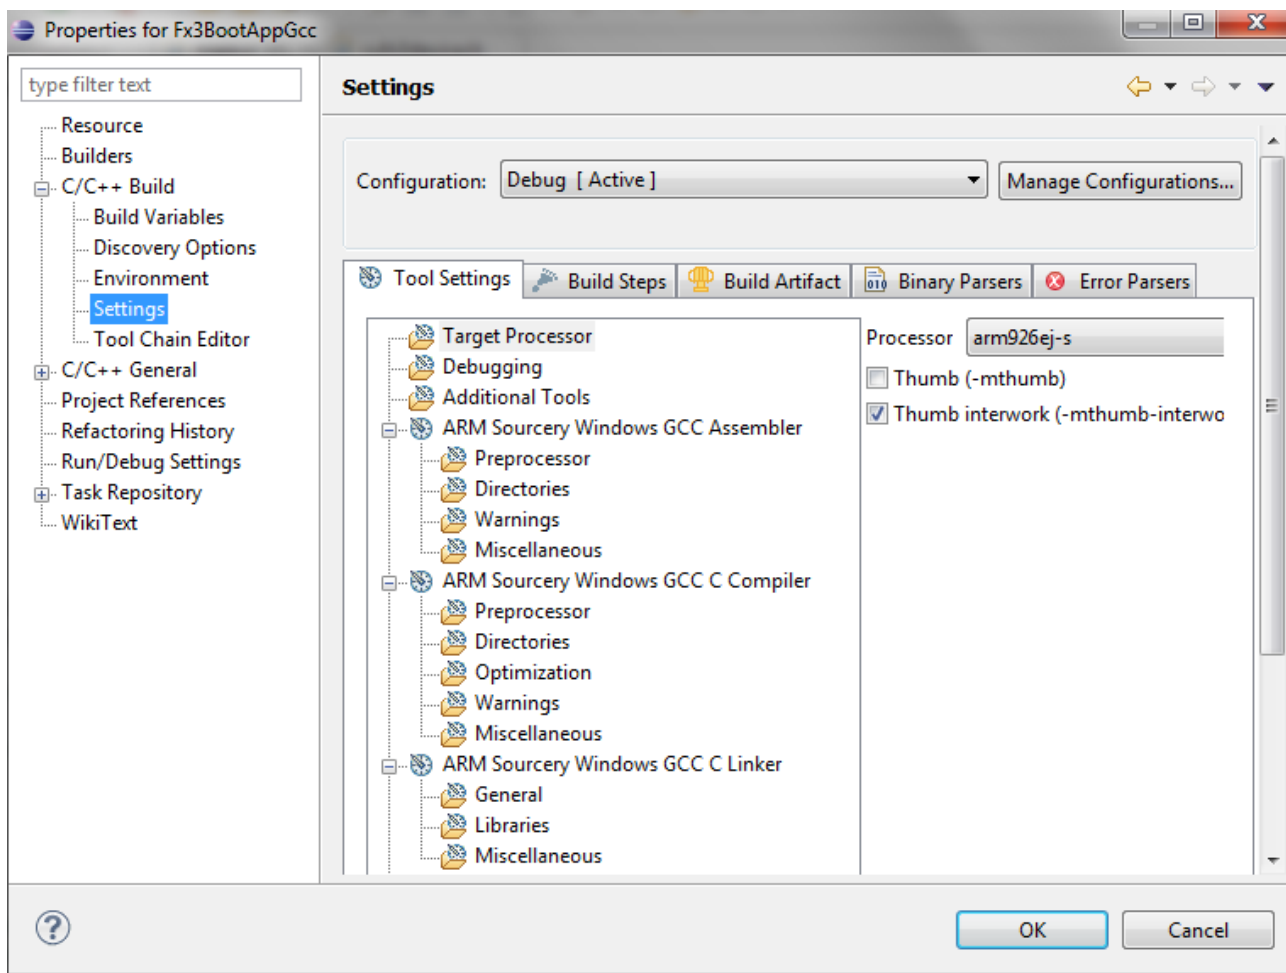 Properties for Fx3BootAppGcc
type filter text
Resource
Builders
C/C++ Build
Build Variables
Discovery Options
Environment
Settings
Tool Chain Editor
C/C++ General
Project References
Refactoring History
Run/Debug Settings
Task Repository
WikiText
Settings
Configuration: Debug [ Active ] Manage Configurations...
Tool Settings Build Steps Build Artifact Binary Parsers Error Parsers
Target Processor
Debugging
Additional Tools
ARM Sourcery Windows GCC Assembler
Preprocessor
Directories
Warnings
Miscellaneous
ARM Sourcery Windows GCC C Compiler
Preprocessor
Directories
Optimization
Warnings
Miscellaneous
ARM Sourcery Windows GCC C Linker
General
Libraries
Miscellaneous
Processor arm926ej-s
Thumb (-mthumb)
Thumb interwork (-mthumb-interwo
OK Cancel